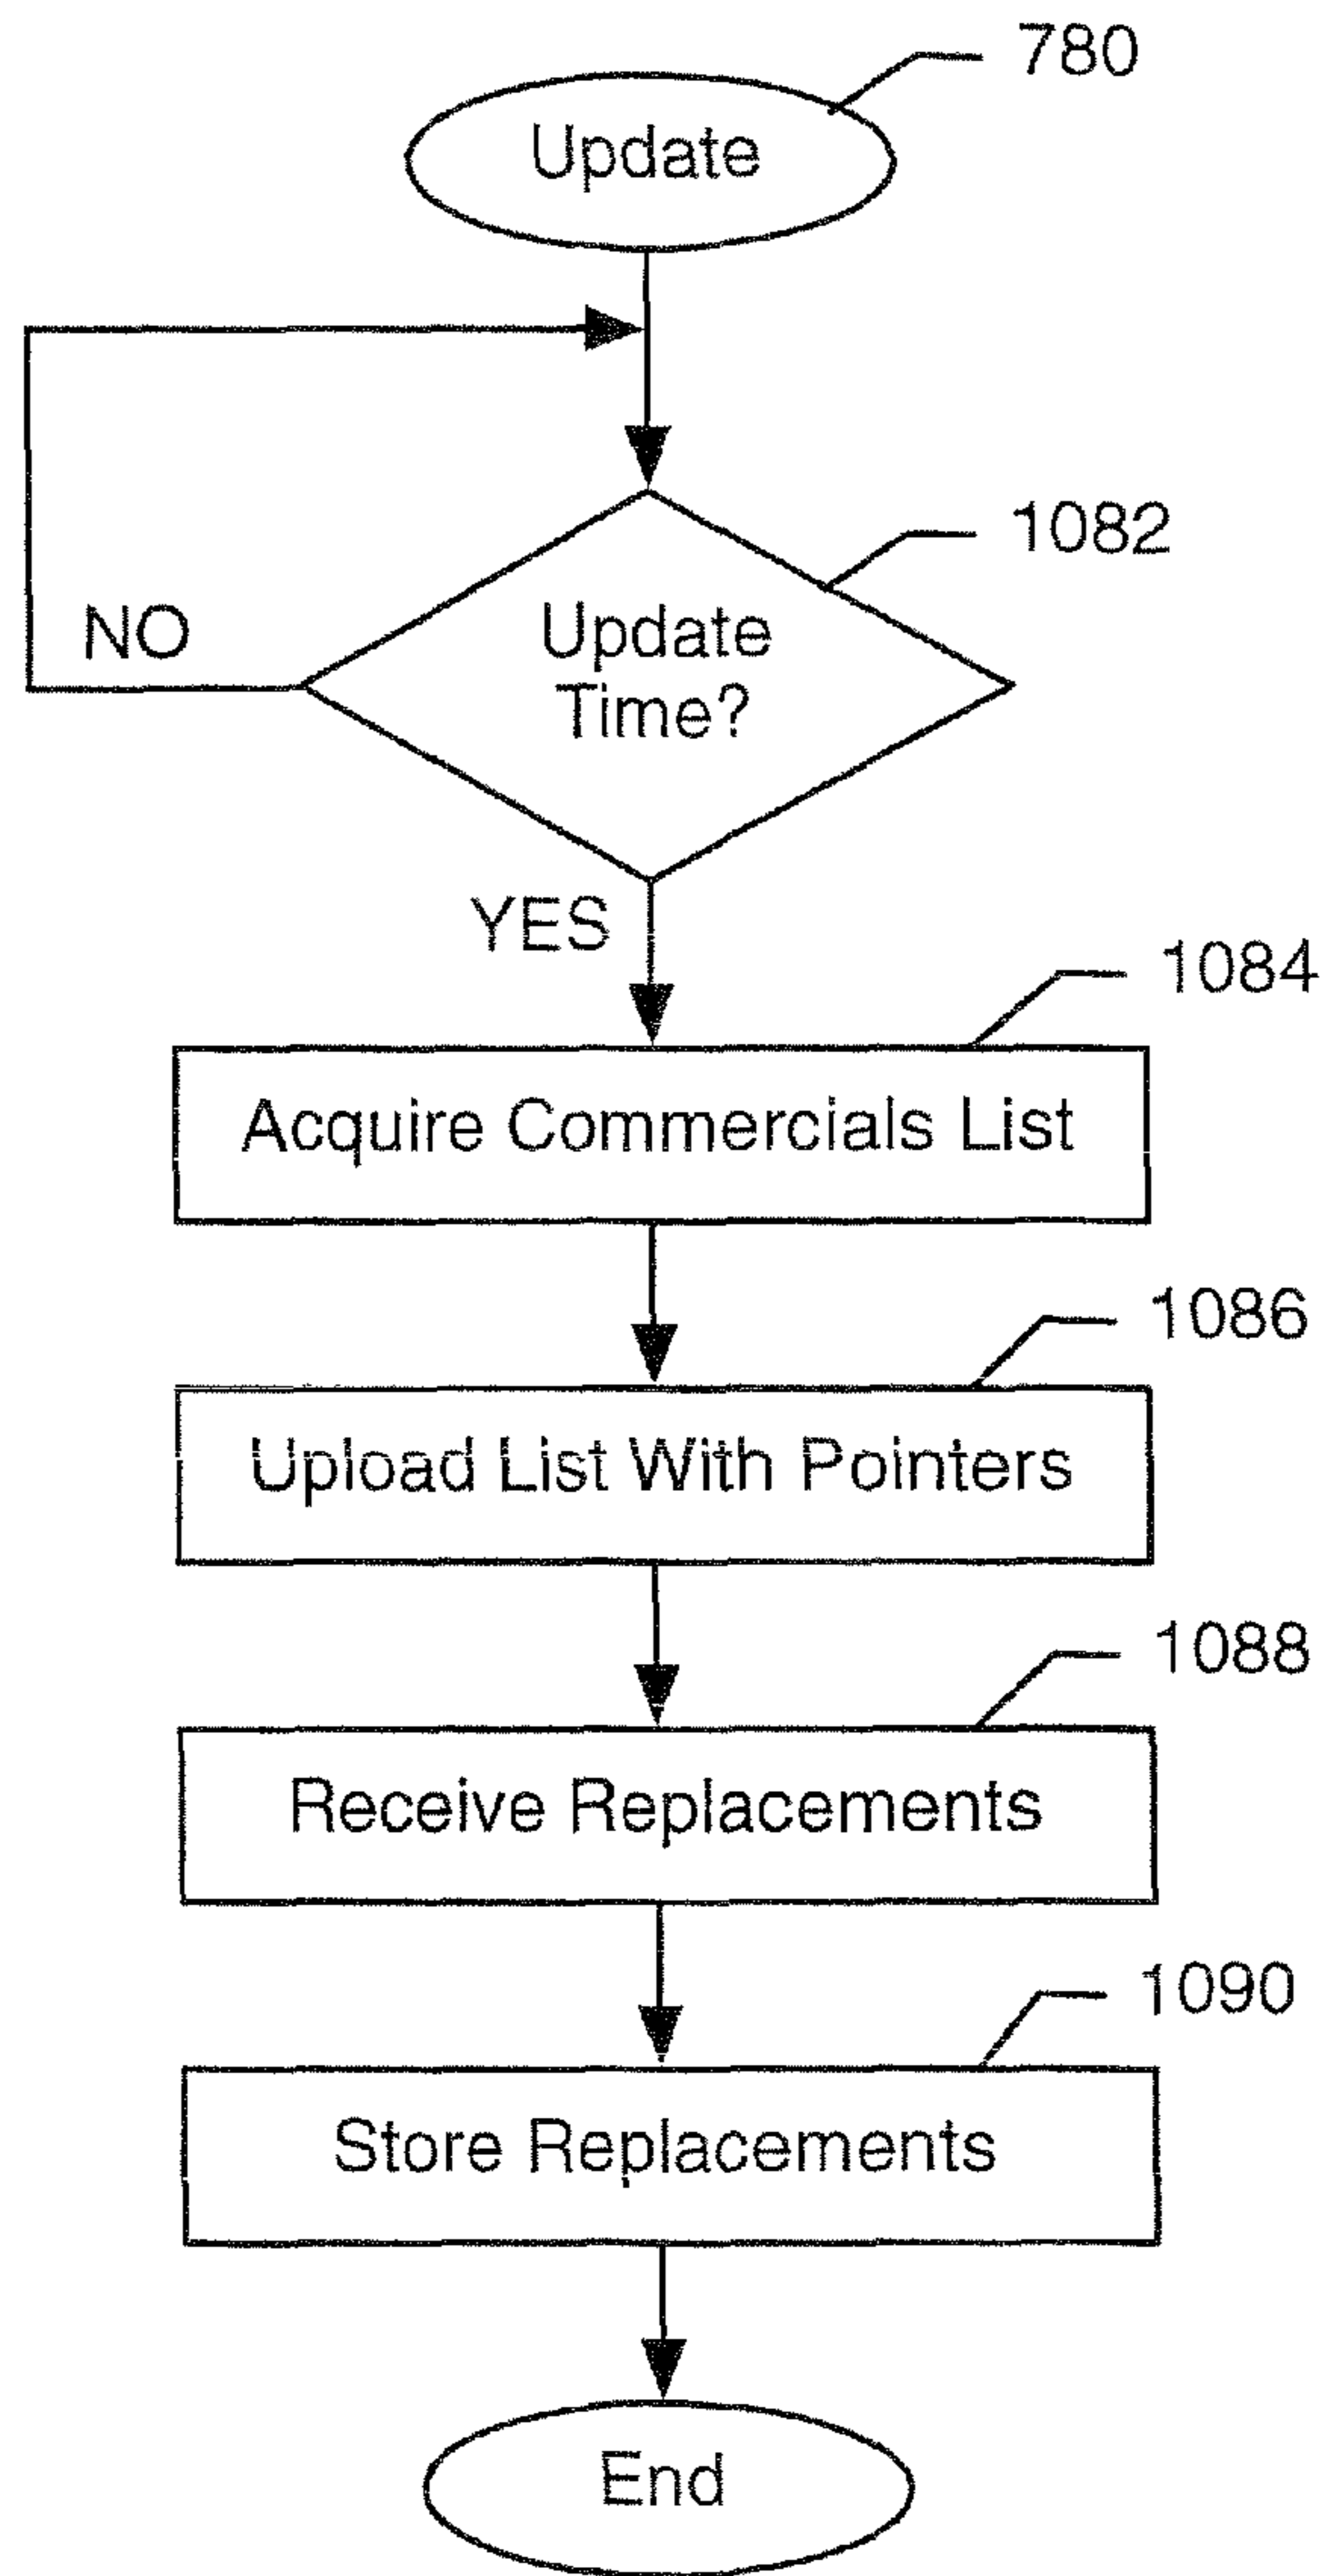 780
Update
1082
Update
Time?
NO
YES
1084
Acquire Commercials List
1086
Upload List With Pointers
1088
Receive Replacements
1090
Store Replacements
End